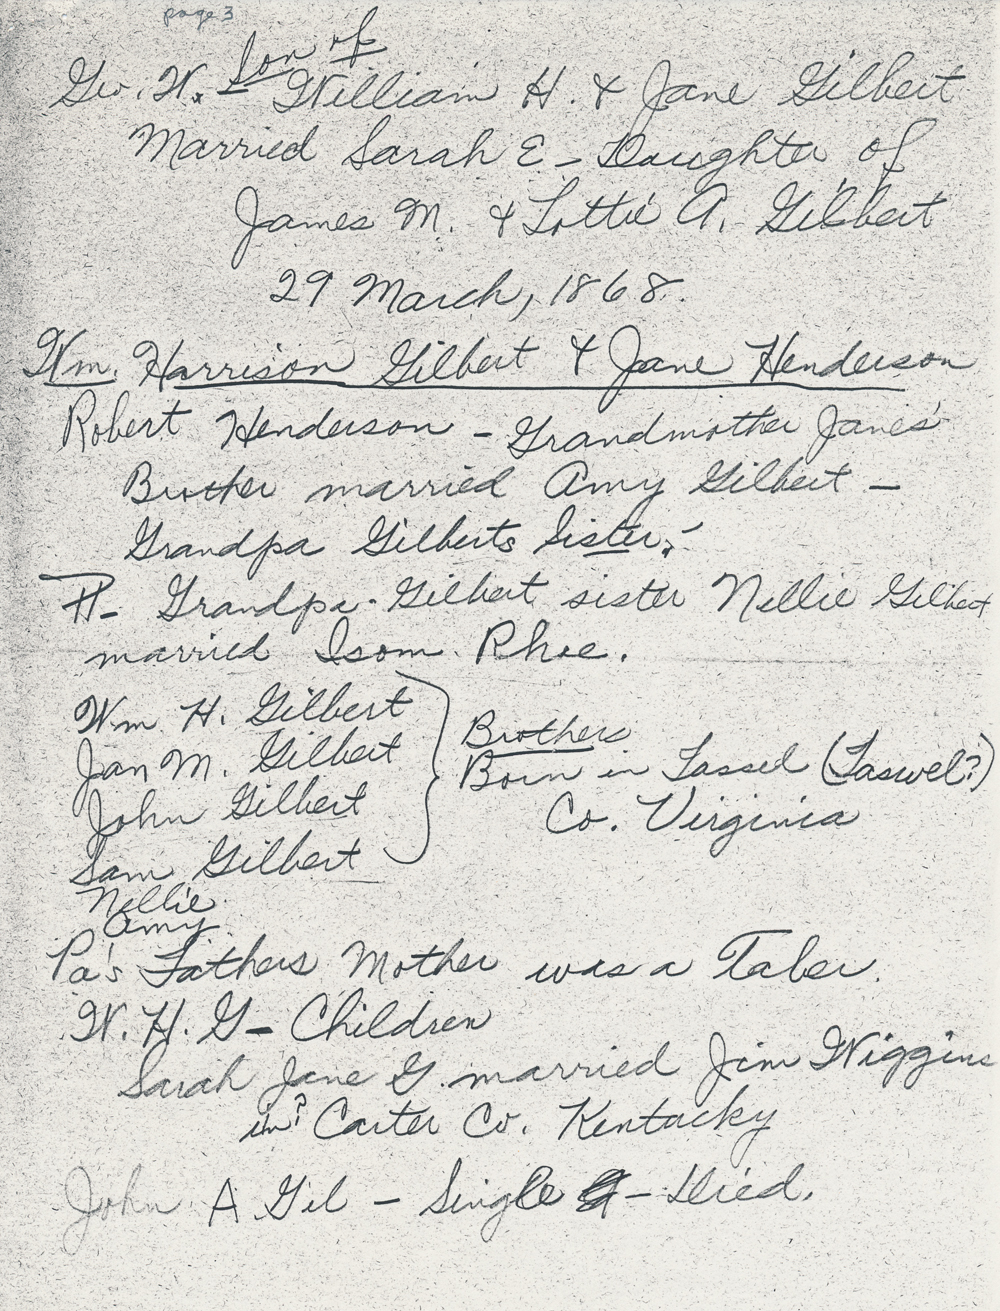 page 3
Son of
Geo. W. William H. & Jane Gilbert
Married Sarah E - Daughter of
James M. & Lottie A. Gilbert
29 March, 1868.
Wm. Harrison Gilbert & Jane Henderson
Robert Henderson - Grandmother Janes'
Brother married Amy Gilbert -
Grandpa Gilberts Sister.
Grandpa Gilbert sister Nellie Gilbert
married Isom Rhee.
Wm H. Gilbert
Jan M. Gilbert
John Gilbert
Sam Gilbert
Nellie
Amy
Brothers
Born in Tassel (Taswel?)
Co. Virginia
Pa's Fathers Mother was a Taber.
W. H. G- Children
Sarah Jane G. married Jim Wiggins
in? Carter Co. Kentucky
John A Gil - Single - Died.